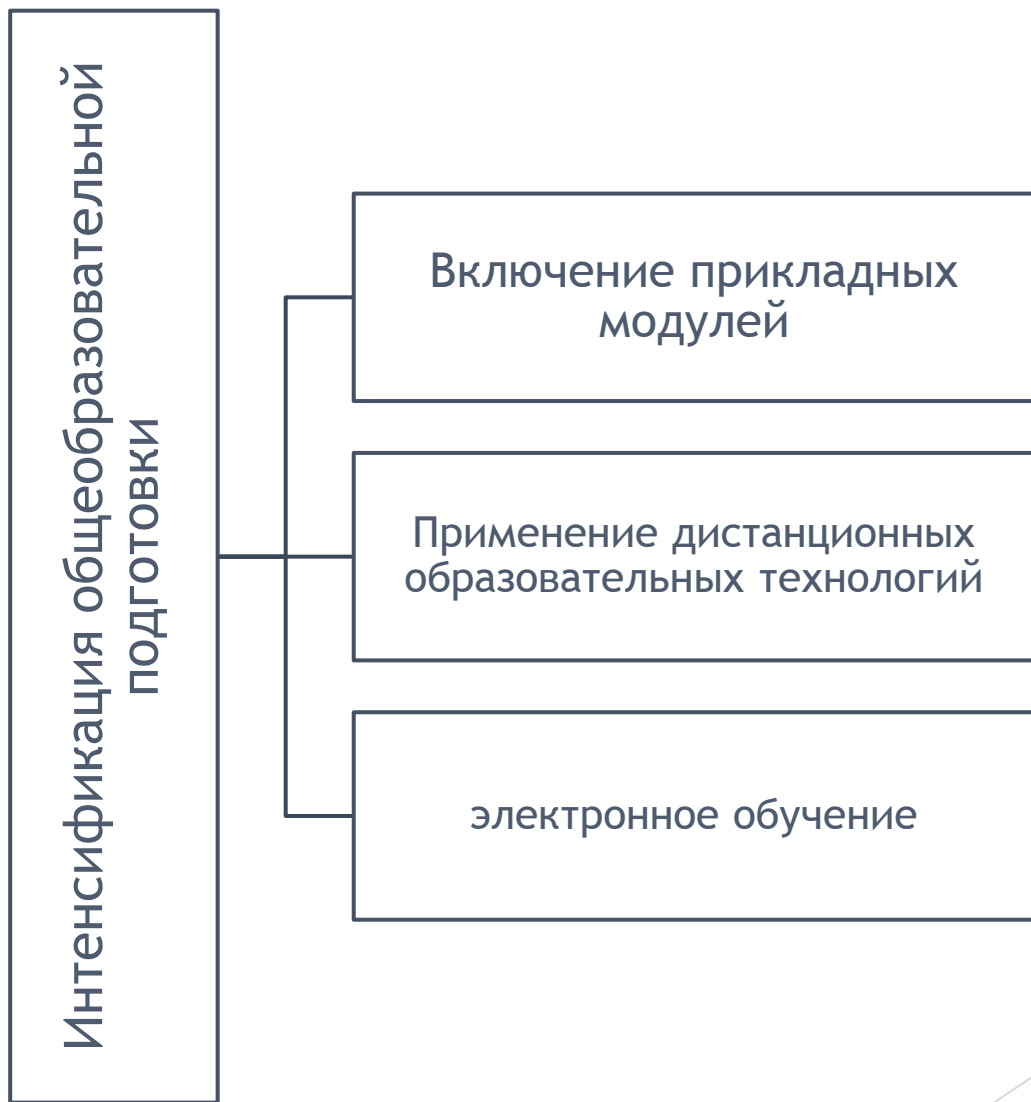 Интенсификация общеобразовательной
подготовки
Включение прикладных
модулей
Применение дистанционных
образовательных технологий
электронное обучение